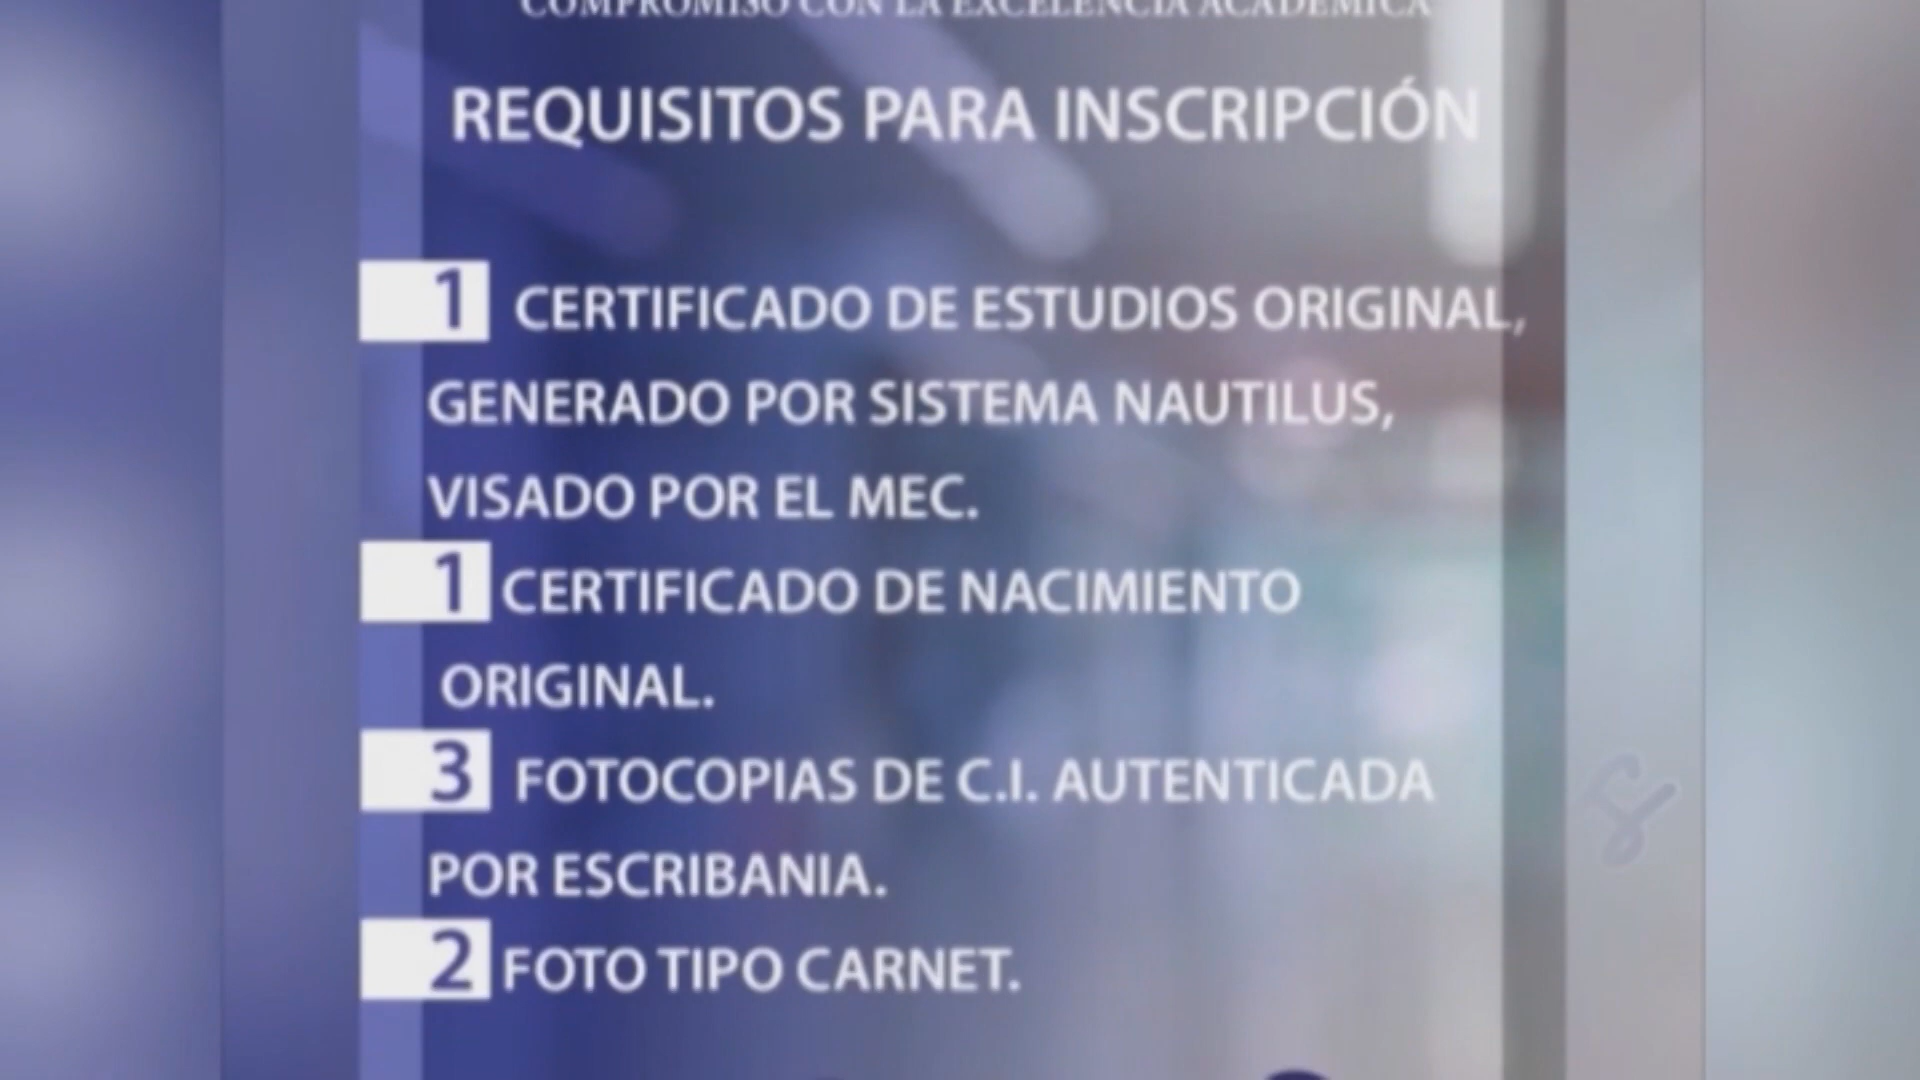 COMPROMISO CON LA EXCELENCIA ACADÉMICA
REQUISITOS PARA INSCRIPCIÓN
1 CERTIFICADO DE ESTUDIOS ORIGINAL,
GENERADO POR SISTEMA NAUTILUS,
VISADO POR EL MEC.
1 CERTIFICADO DE NACIMIENTO
ORIGINAL.
3 FOTOCOPIAS DE C.I. AUTENTICADA
POR ESCRIBANIA.
2 FOTO TIPO CARNET.